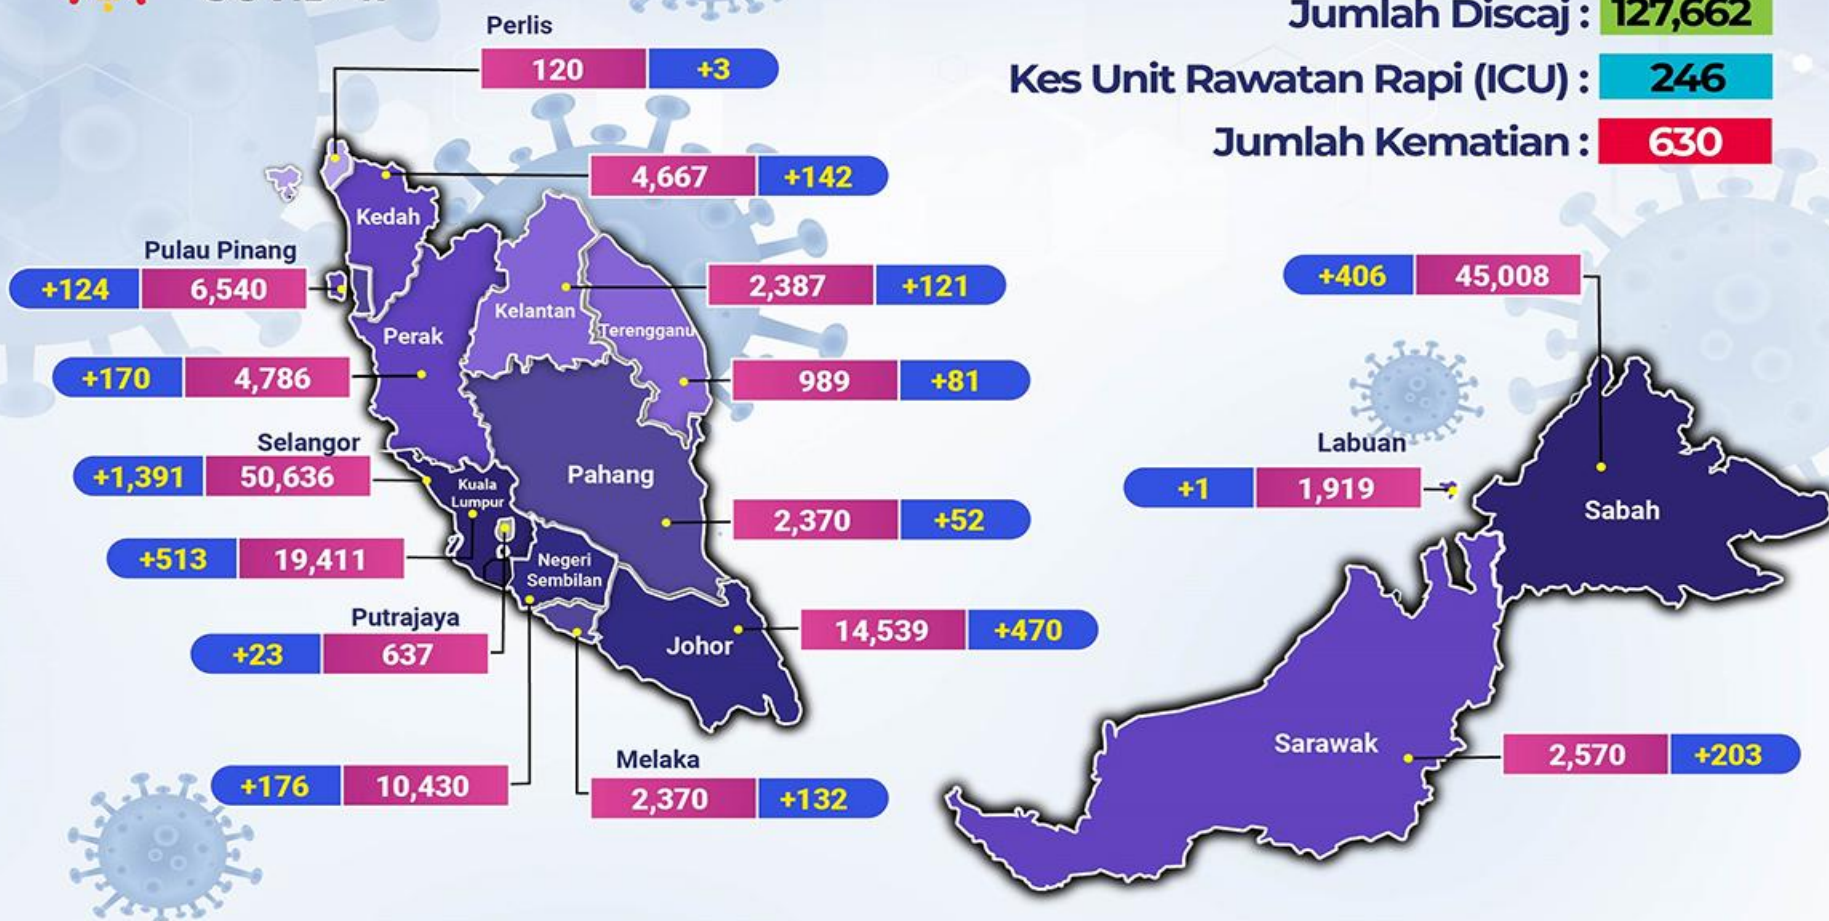 Jumlah Discaj : 127,662
Kes Unit Rawatan Rapi (ICU) : 246
Jumlah Kematian : 630
Perlis
120 +3
4,667 +142
Kedah
Pulau Pinang
+124 6,540
2,387 +121
Kelantan
Terengganu
Perak
+170 4,786
989 +81
Selangor
+1,391 50,636
Kuala
Lumpur
Pahang
2,370 +52
+513 19,411
Negeri
Sembilan
Putrajaya
+23 637
Johor
14,539 +470
+176 10,430
Melaka
2,370 +132
+406 45,008
Labuan
+1 1,919
Sabah
Sarawak
2,570 +203